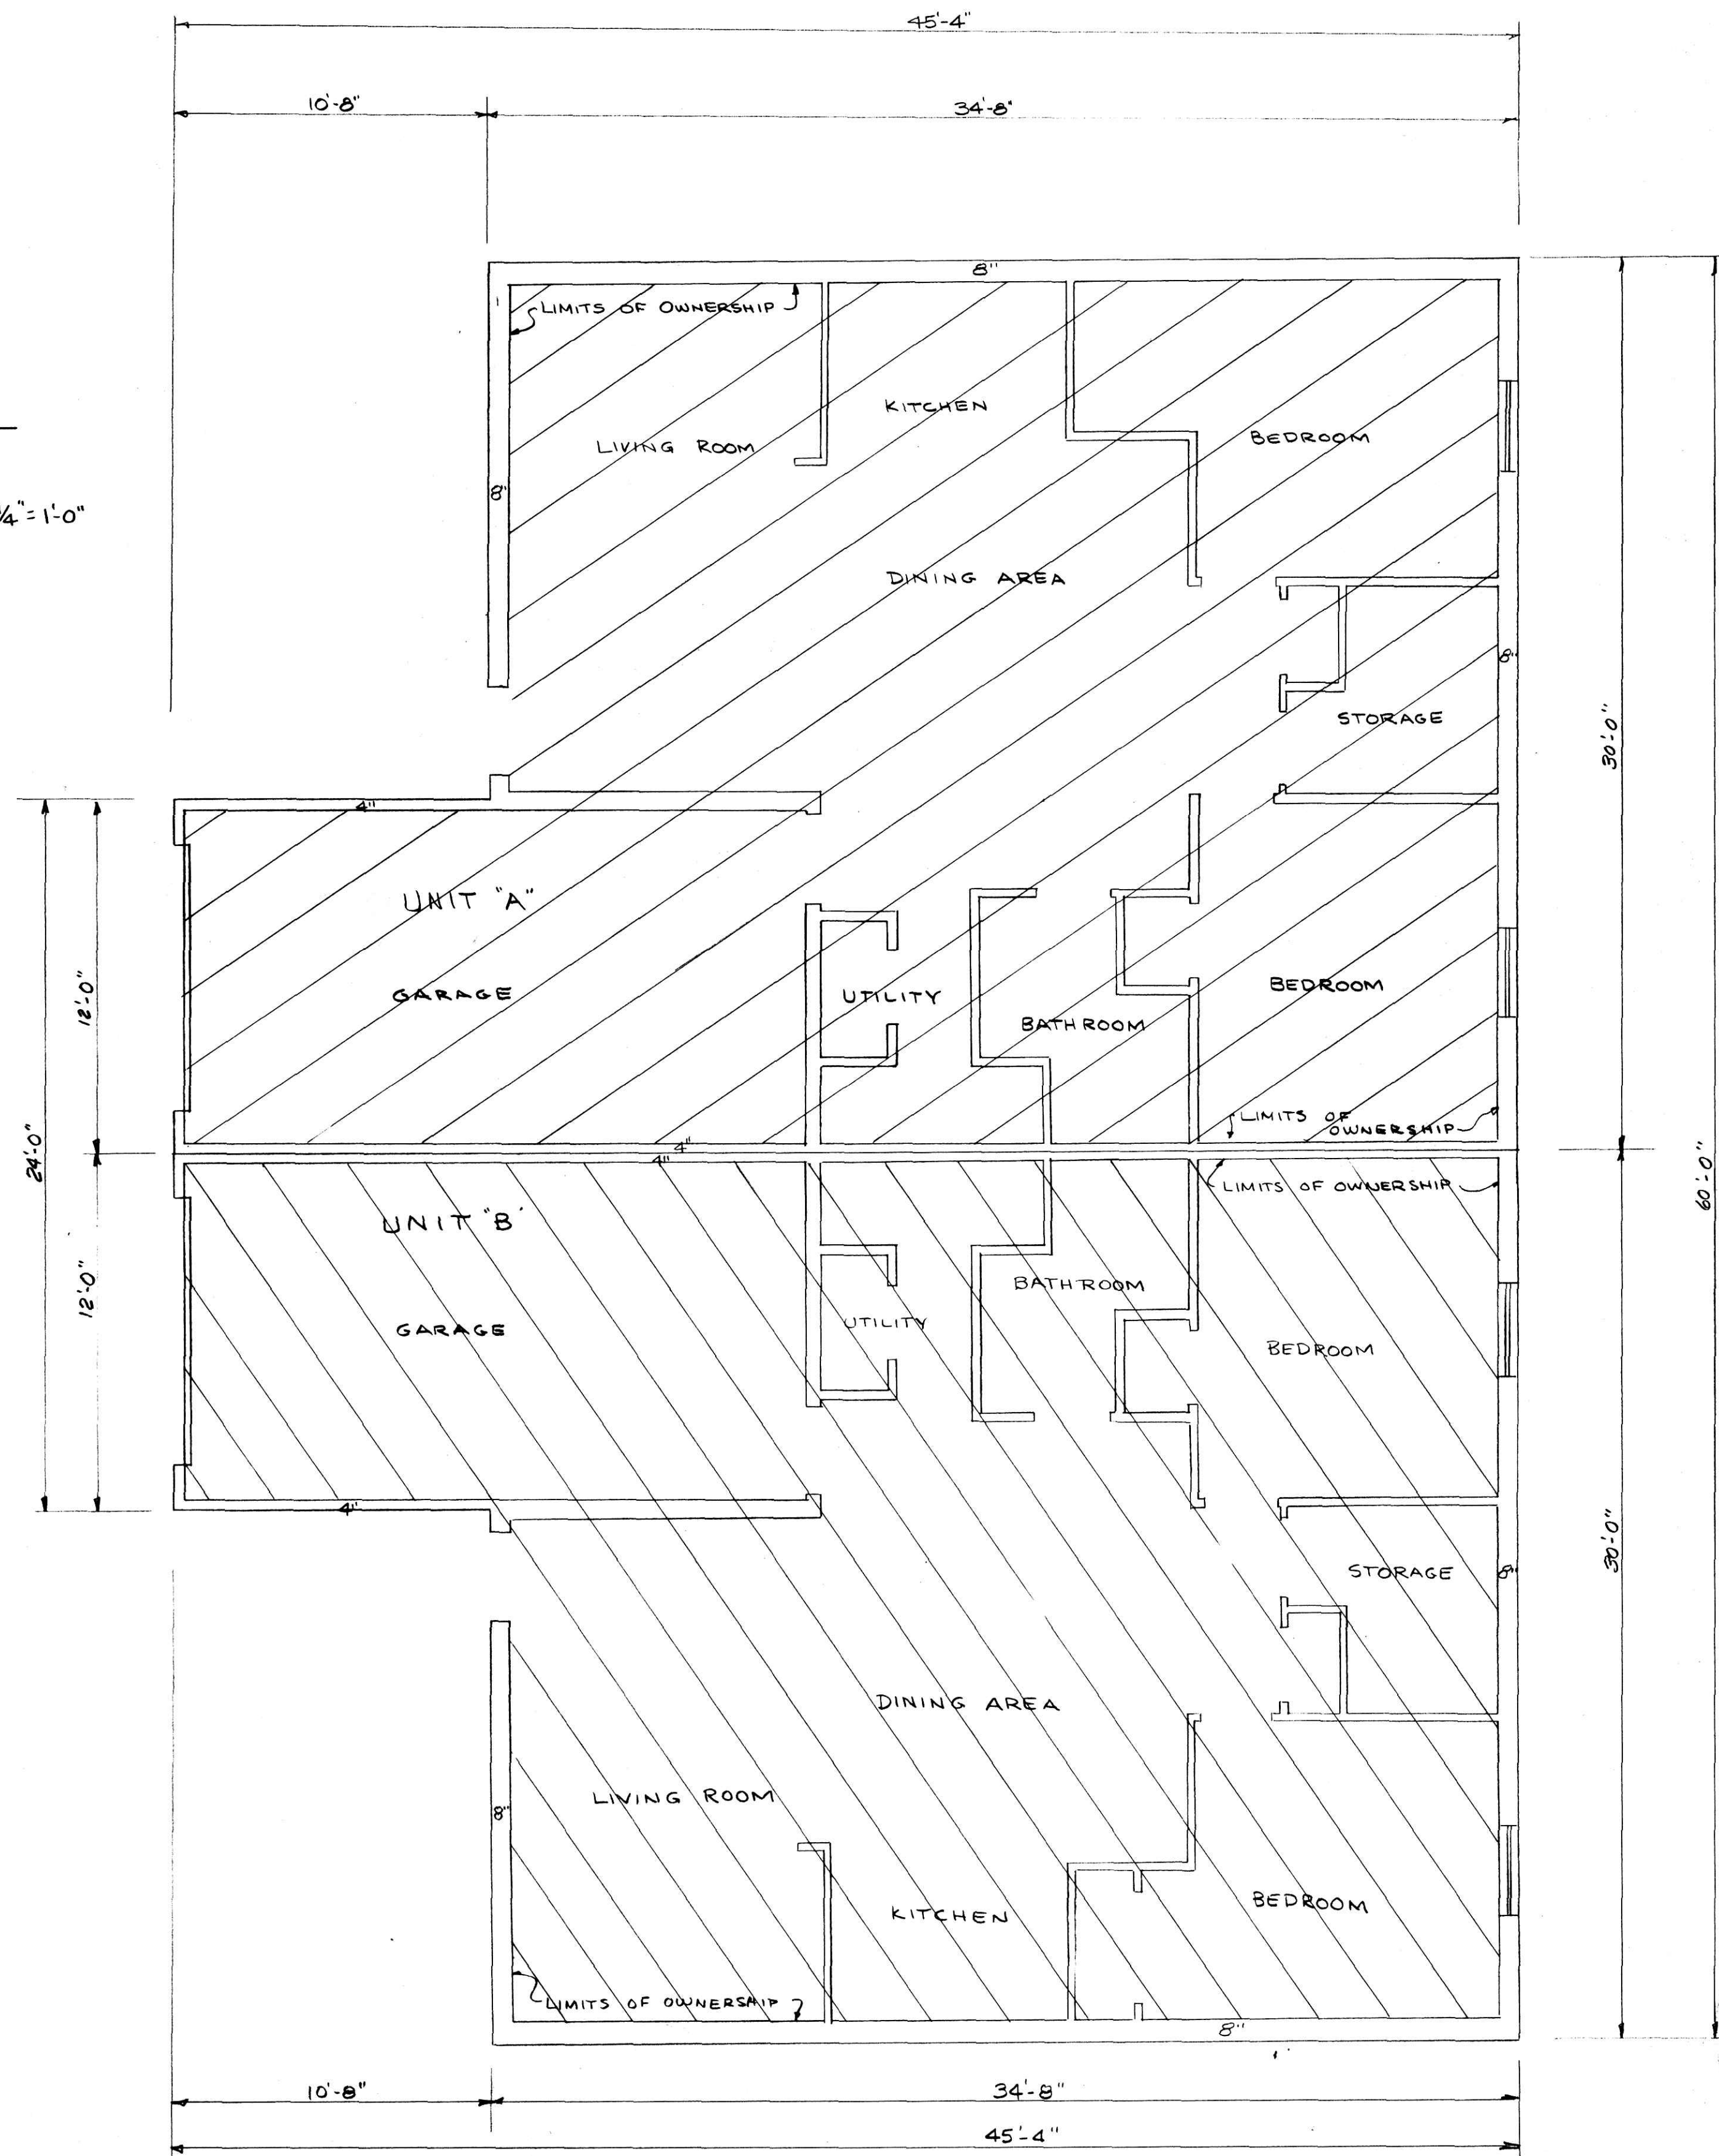 45'-4"
10'-8"
34'-8"
8"
LIMITS OF OWNERSHIP
KITCHEN
LIVING ROOM
BEDROOM
8"
1/4"=1'-0"
DINING AREA
8"
STORAGE
30'-0"
4"
UNIT "A"
12'-0"
GARAGE
UTILITY
BEDROOM
BATHROOM
LIMITS OF
OWNERSHIP
24'-0"
4"
4"
60'-0"
LIMITS OF OWNERSHIP
UNIT "B"
12'-0"
BATHROOM
GARAGE
UTILITY
BEDROOM
4"
30'-0"
STORAGE
8"
DINING AREA
LIVING ROOM
8"
KITCHEN
BEDROOM
LIMITS OF OWNERSHIP
8"
10'-8"
34'-8"
45'-4"